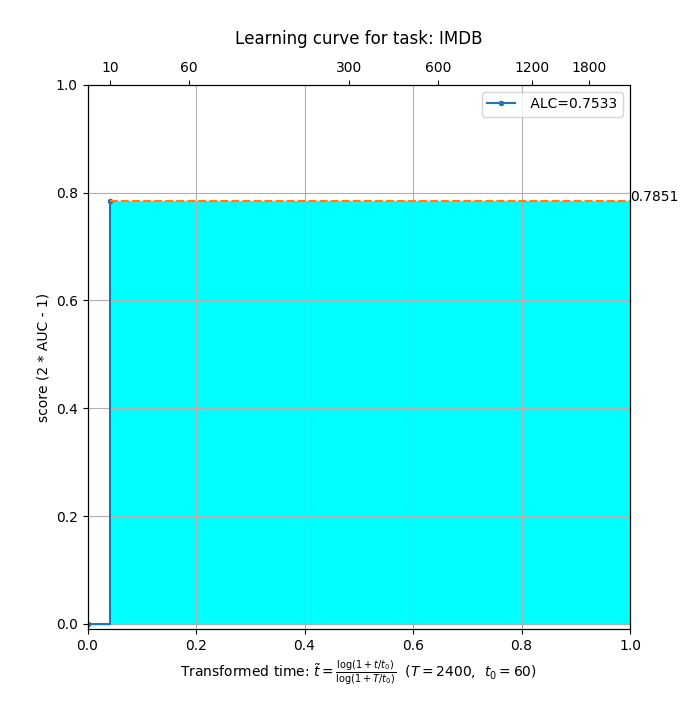 Learning curve for task: IMDB
10 60 300 600 1200 1800
1.0
ALC=0.7533
0.8
0.7851
0.6
score (2 * AUC - 1)
0.4
0.2
0.0
0.0 0.2 0.4 0.6 0.8 1.0
Transformed time: t̃ = log(1 + t/t₀) / log(1 + T/t₀) (T = 2400, t₀ = 60)